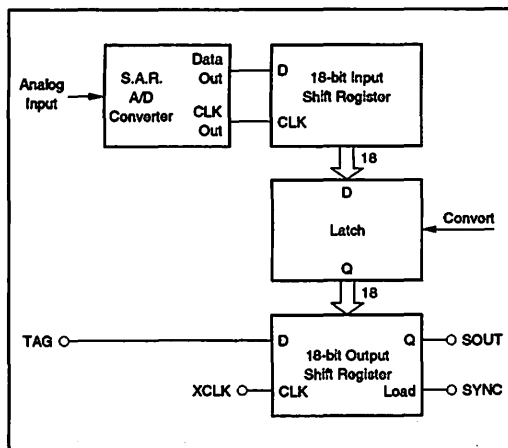 Analog
Input
S.A.R.
A/D
Converter
Data
Out
CLK
Out
D
CLK
18-bit Input
Shift Register
18
D
Latch
Q
Convert
18
TAG
XCLK
D
CLK
18-bit Output
Shift Register
Q
Load
SOUT
SYNC